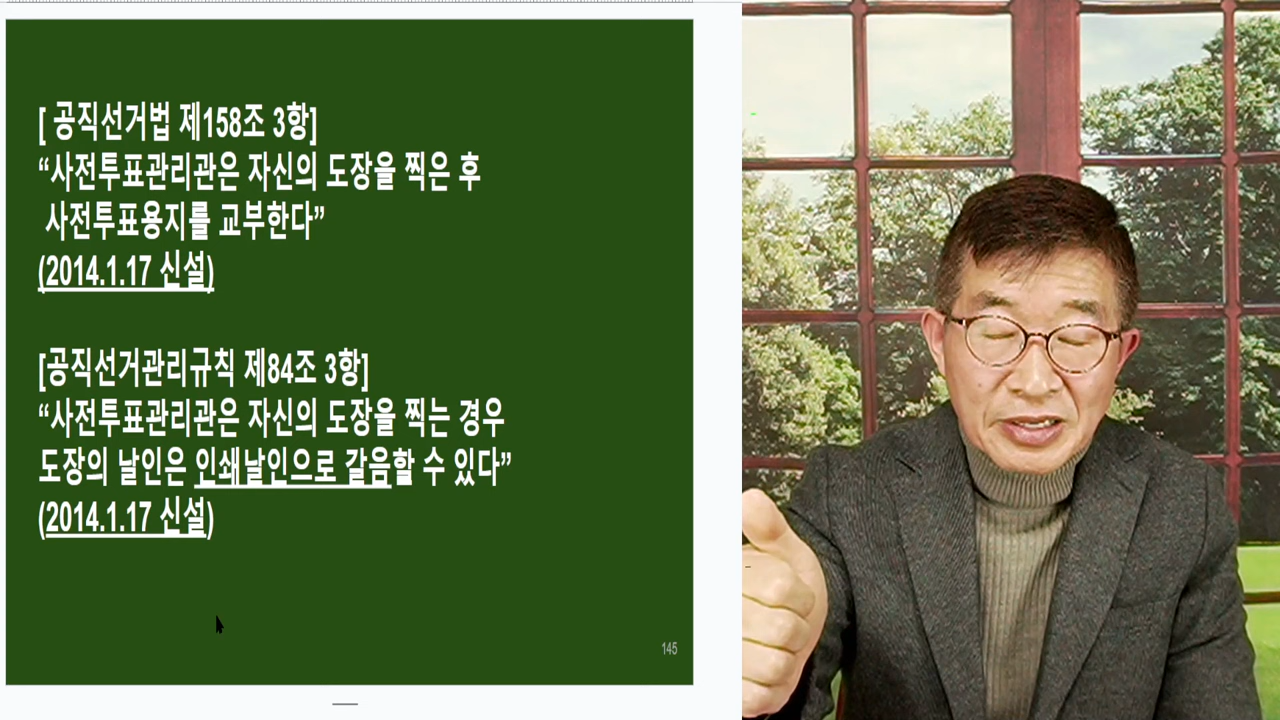 [ 공직선거법 제158조 3항]
“사전투표관리관은 자신의 도장을 찍은 후
사전투표용지를 교부한다”
(2014.1.17 신설)
[공직선거관리규칙 제84조 3항]
“사전투표관리관은 자신의 도장을 찍는 경우
도장의 날인은 인쇄날인으로 갈음할 수 있다”
(2014.1.17 신설)
145